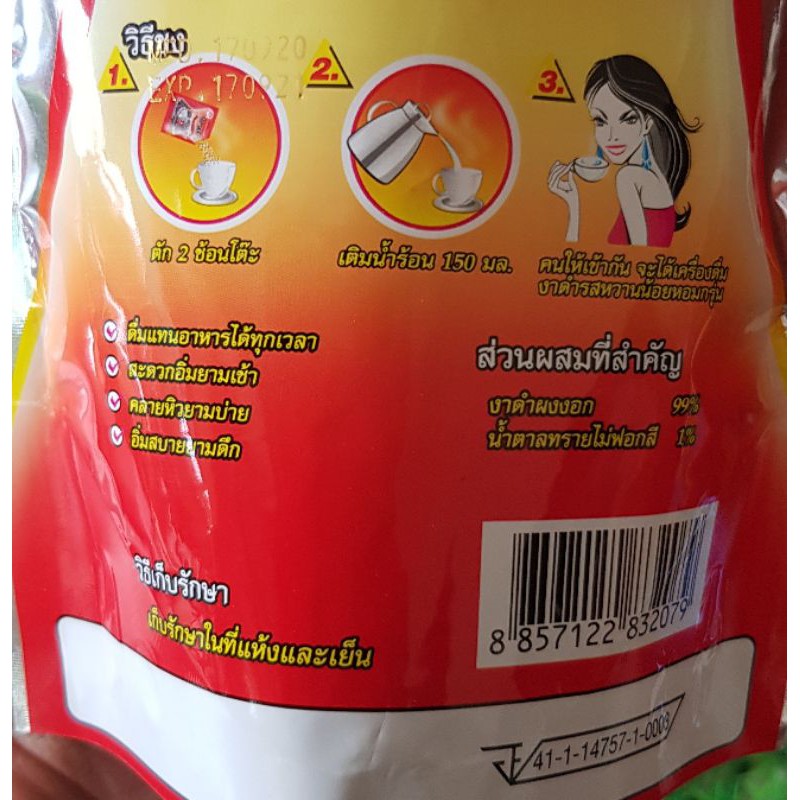 วิธีชง
170920
EXP. 170921
1.
2.
3.
ตัก 2 ช้อนโต๊ะ
เติมน้ำร้อน 150 มล.
คนให้เข้ากัน จะได้เครื่องดื่ม
งาดำรสหวานน้อยหอมกรุ่น
ดื่มแทนอาหารได้ทุกเวลา
สะดวกอิ่มยามเช้า
คลายหิวยามบ่าย
อิ่มสบายยามดึก
ส่วนผสมที่สำคัญ
งาดำผงงอก 99%
น้ำตาลทรายไม่ฟอกสี 1%
วิธีเก็บรักษา
เก็บรักษาในที่แห้งและเย็น
8 857122 832079
41-1-14757-1-0003